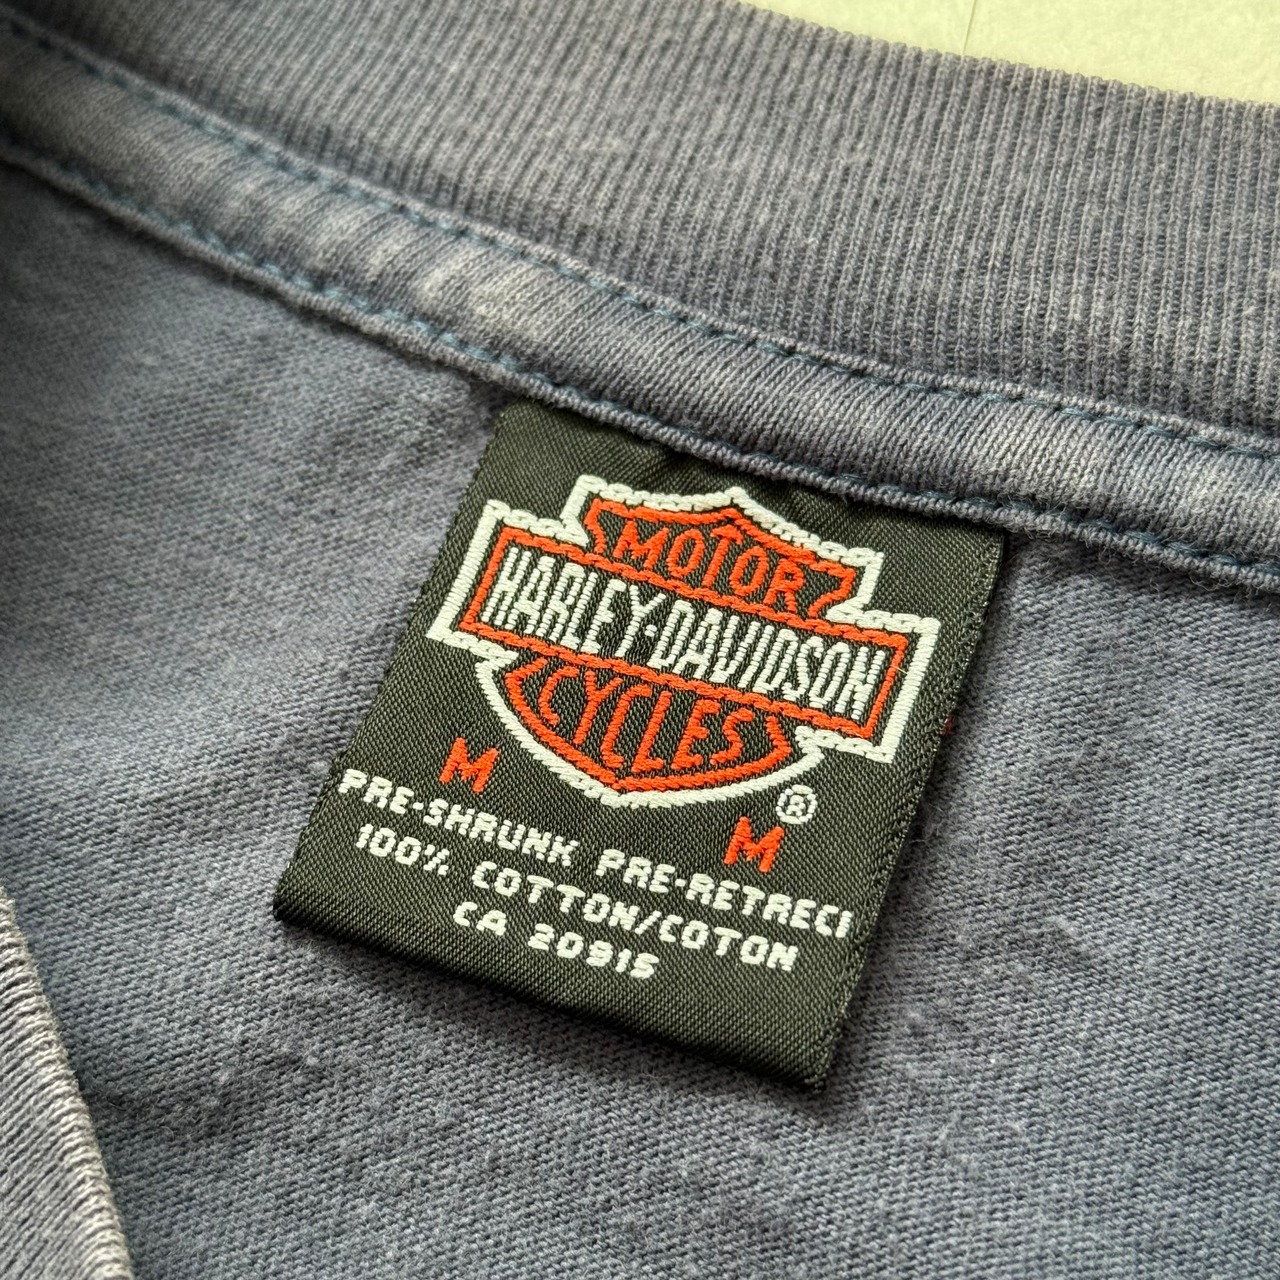 MOTOR
HARLEY-DAVIDSON
CYCLES
®
M M
PRE-SHRUNK PRE-RETRECI
100% COTTON/COTON
CA 20915